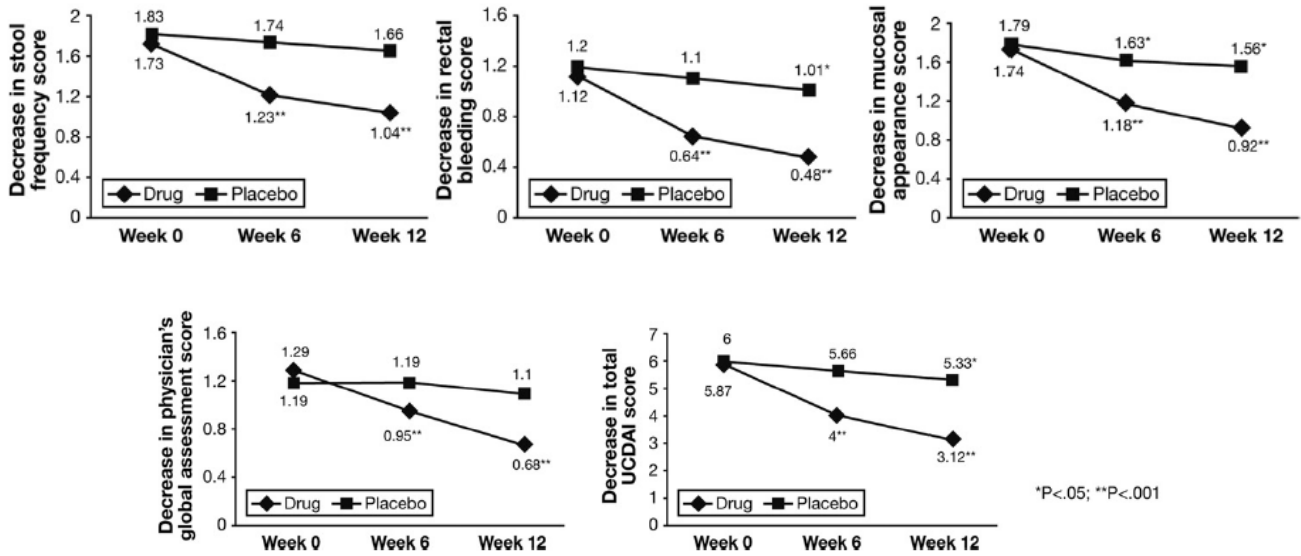 Decrease in stool
frequency score
2
1.6
1.2
0.8
0.4
0
1.83
1.74
1.66
1.73
1.23**
1.04**
Drug Placebo
Week 0 Week 6 Week 12
Decrease in rectal
bleeding score
1.6
1.2
0.8
0.4
0
1.2
1.1
1.01*
1.12
0.64**
0.48**
Drug Placebo
Week 0 Week 6 Week 12
Decrease in mucosal
appearance score
2
1.6
1.2
0.8
0.4
0
1.79
1.63*
1.56*
1.74
1.18**
0.92**
Drug Placebo
Week 0 Week 6 Week 12
Decrease in physician's
global assessment score
1.6
1.2
0.8
0.4
0
1.29
1.19
1.1
1.19
0.95**
0.68**
Drug Placebo
Week 0 Week 6 Week 12
Decrease in total
UCDAI score
7
6
5
4
3
2
1
0
6
5.66
5.33*
5.87
4**
3.12**
Drug Placebo
Week 0 Week 6 Week 12
*P<.05; **P<.001